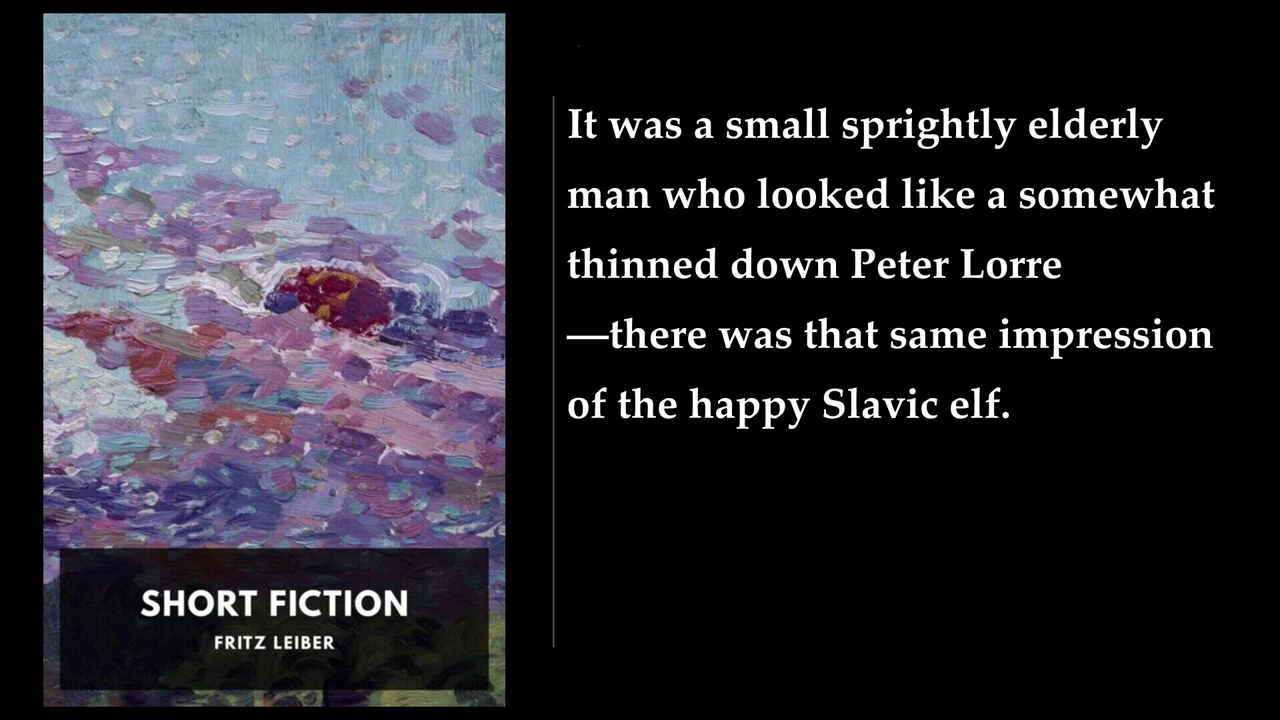 SHORT FICTION
FRITZ LEIBER
It was a small sprightly elderly
man who looked like a somewhat
thinned down Peter Lorre
—there was that same impression
of the happy Slavic elf.